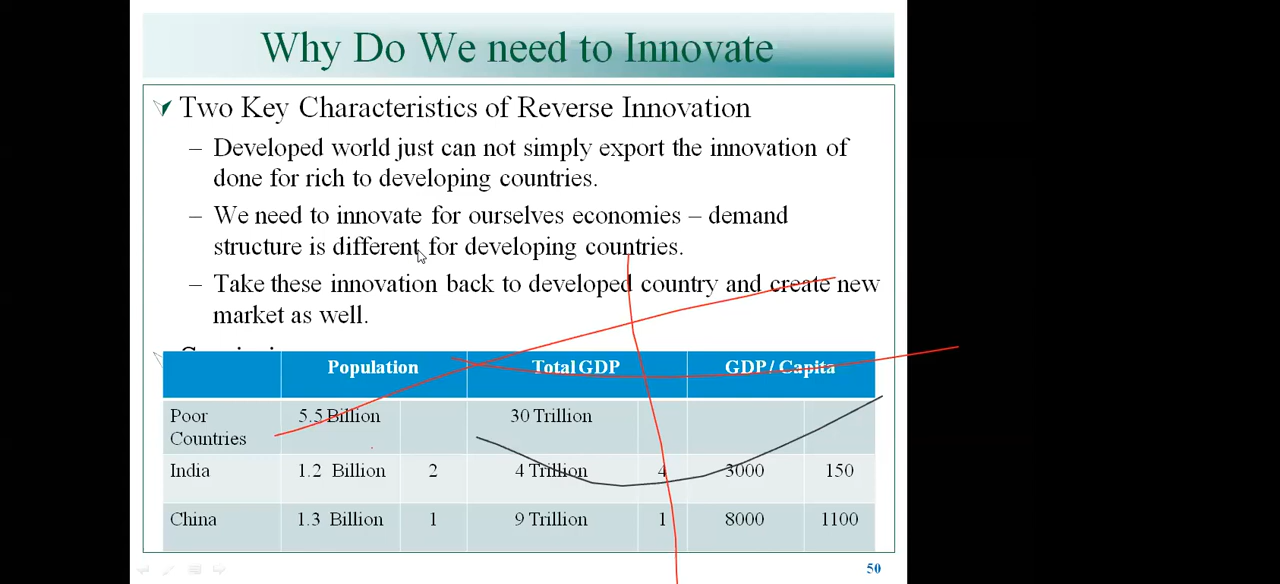 Why Do We need to Innovate
Two Key Characteristics of Reverse Innovation
– Developed world just can not simply export the innovation of
done for rich to developing countries.
– We need to innovate for ourselves economies – demand
structure is different for developing countries.
– Take these innovation back to developed country and create new
market as well.
Population Total GDP GDP / Capita
Poor
Countries 5.5 Billion 30 Trillion
India 1.2 Billion 2 4 Trillion 4 3000 150
China 1.3 Billion 1 9 Trillion 1 8000 1100
50